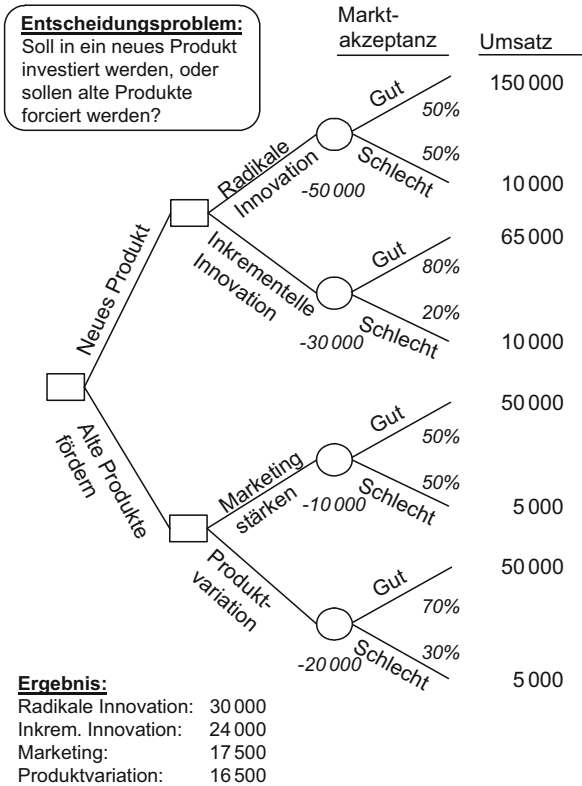 Entscheidungsproblem:
Soll in ein neues Produkt
investiert werden, oder
sollen alte Produkte
forciert werden?
Markt-
akzeptanz
Umsatz
Neues Produkt
Alte Produkte
fördern
Radikale
Innovation
-50 000
Gut
50%
150 000
Schlecht
50%
10 000
Inkrementelle
Innovation
-30 000
Gut
80%
65 000
Schlecht
20%
10 000
Marketing
stärken
-10 000
Gut
50%
50 000
Schlecht
50%
5 000
Produkt-
variation
-20 000
Gut
70%
50 000
Schlecht
30%
5 000
Ergebnis:
Radikale Innovation: 30 000
Inkrem. Innovation: 24 000
Marketing: 17 500
Produktvariation: 16 500